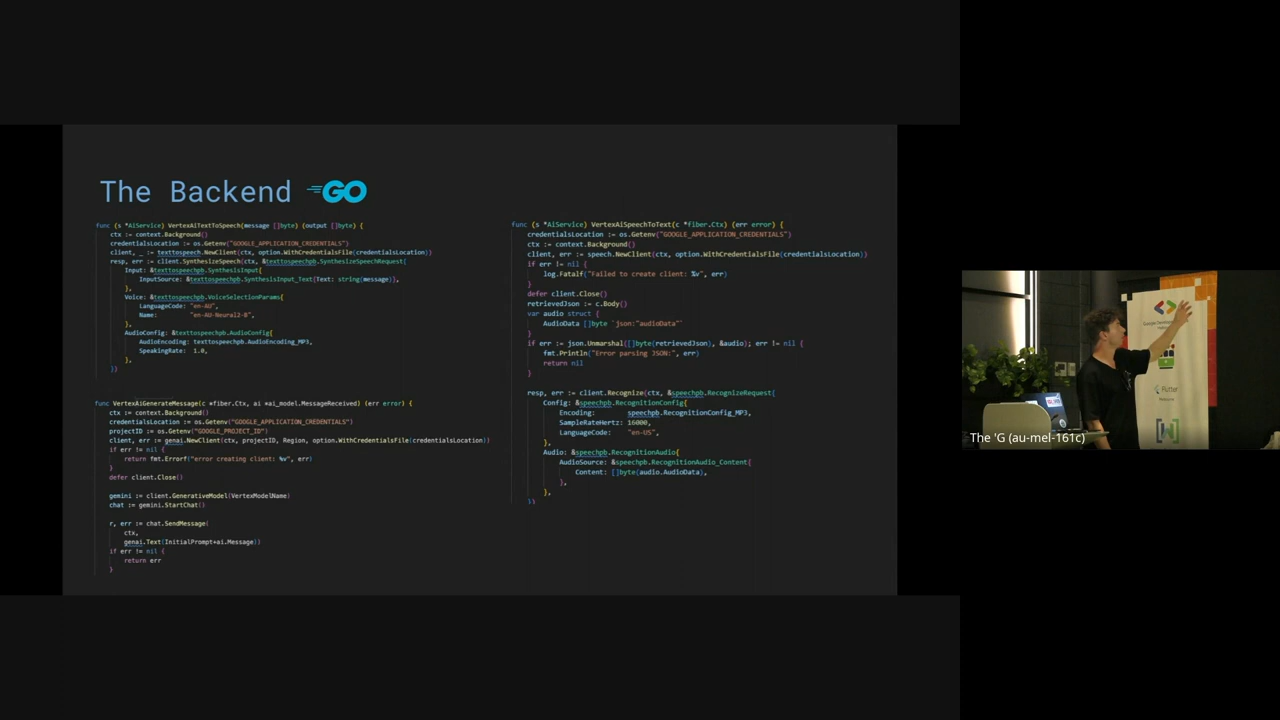 The Backend GO
func (s *AiService) VertexAiTextToSpeech(message []byte) (output []byte) {
ctx := context.Background()
credentialsLocation := os.Getenv("GOOGLE_APPLICATION_CREDENTIALS")
client, _ := texttospeech.NewClient(ctx, option.WithCredentialsFile(credentialsLocation))
resp, err := client.SynthesizeSpeech(ctx, &texttospeechpb.SynthesizeSpeechRequest{
Input: &texttospeechpb.SynthesisInput{
InputSource: &texttospeechpb.SynthesisInput_Text{Text: string(message)},
},
Voice: &texttospeechpb.VoiceSelectionParams{
LanguageCode: "en-AU",
Name: "en-AU-Neural2-B",
},
AudioConfig: &texttospeechpb.AudioConfig{
AudioEncoding: texttospeechpb.AudioEncoding_MP3,
SpeakingRate: 1.0,
},
})
func VertexAiGenerateMessage(c *fiber.Ctx, ai *ai_model.MessageReceived) (err error) {
ctx := context.Background()
credentialsLocation := os.Getenv("GOOGLE_APPLICATION_CREDENTIALS")
projectID := os.Getenv("GOOGLE_PROJECT_ID")
client, err := genai.NewClient(ctx, projectID, Region, option.WithCredentialsFile(credentialsLocation))
if err != nil {
return fmt.Errorf("error creating client: %v", err)
}
defer client.Close()
gemini := client.GenerativeModel(VertexModelName)
chat := gemini.StartChat()
r, err := chat.SendMessage(
ctx,
genai.Text(InitialPrompt+ai.Message))
if err != nil {
return err
}
func (s *AiService) VertexAiSpeechToText(c *fiber.Ctx) (err error) {
credentialsLocation := os.Getenv("GOOGLE_APPLICATION_CREDENTIALS")
ctx := context.Background()
client, err := speech.NewClient(ctx, option.WithCredentialsFile(credentialsLocation))
if err != nil {
log.Fatalf("Failed to create client: %v", err)
}
defer client.Close()
retrievedJson := c.Body()
var audio struct {
AudioData []byte `json:"audioData"`
}
if err := json.Unmarshal([]byte(retrievedJson), &audio); err != nil {
fmt.Println("Error parsing JSON:", err)
return nil
}
resp, err := client.Recognize(ctx, &speechpb.RecognizeRequest{
Config: &speechpb.RecognitionConfig{
Encoding: speechpb.RecognitionConfig_MP3,
SampleRateHertz: 16000,
LanguageCode: "en-US",
},
Audio: &speechpb.RecognitionAudio{
AudioSource: &speechpb.RecognitionAudio_Content{
Content: []byte(audio.AudioData),
},
},
})
Flutter
The 'G (au-mel-161c)